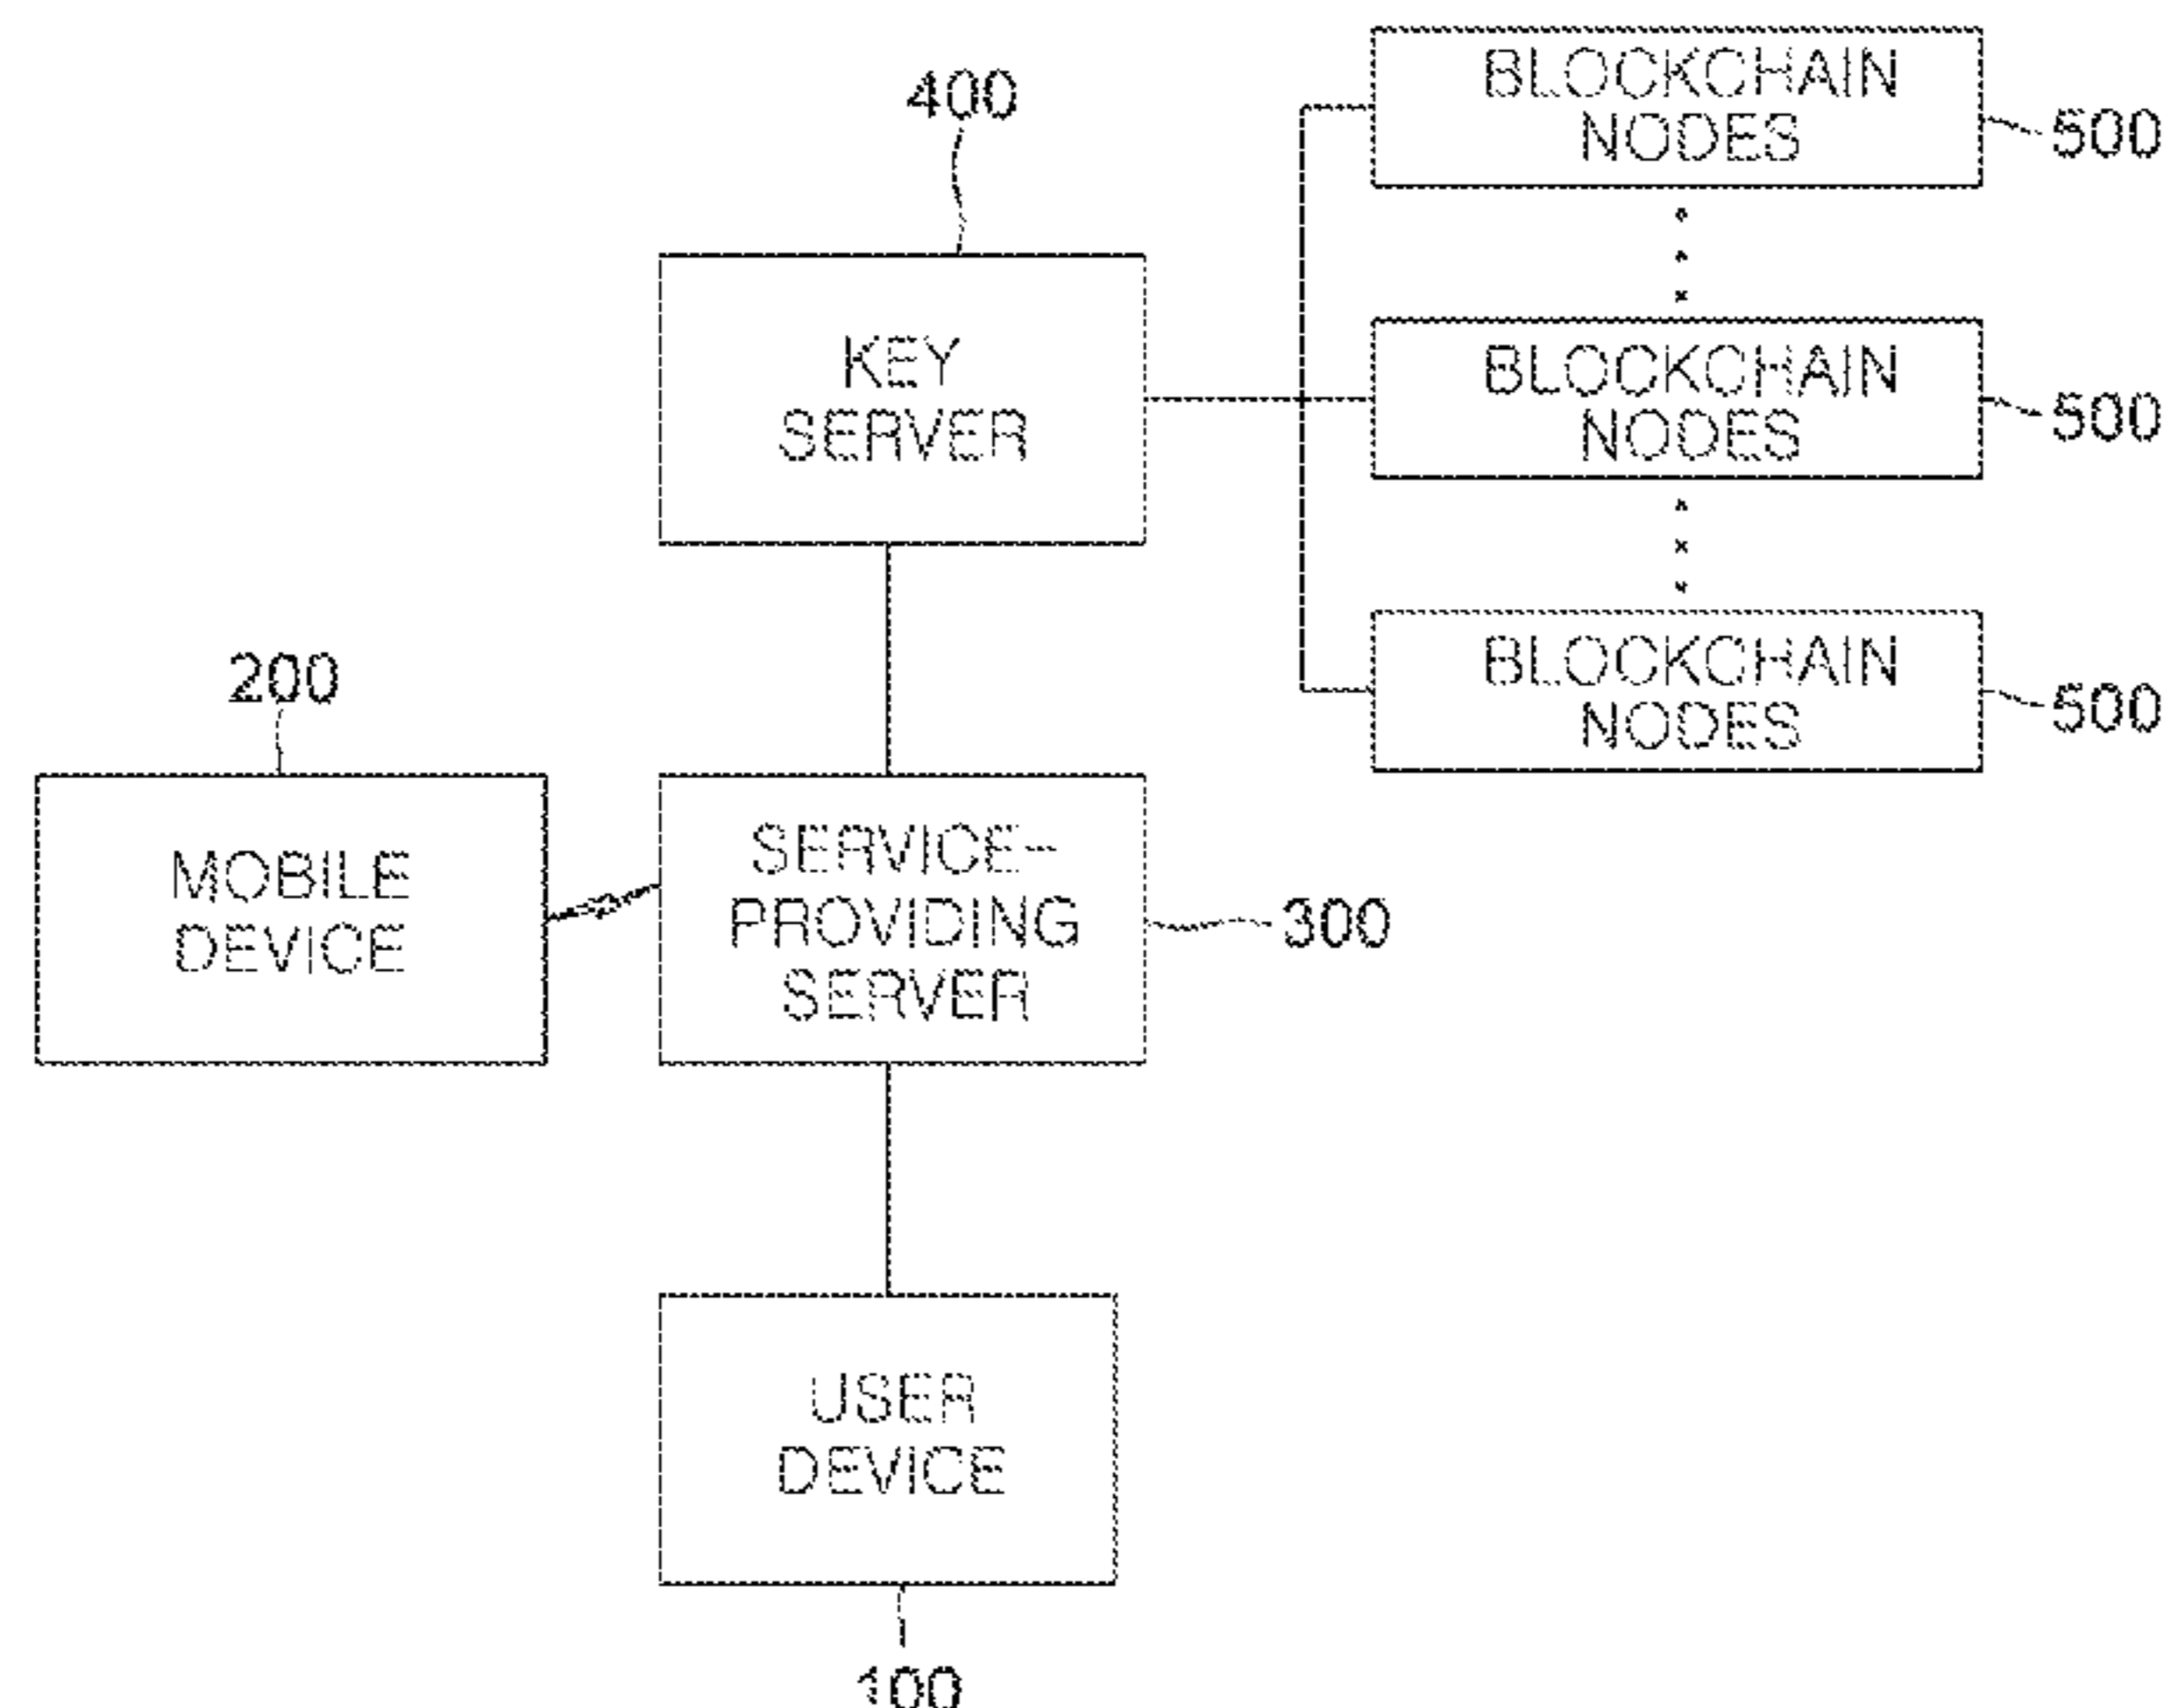 BLOCKCHAIN
NODES
500
400
KEY
SERVER
BLOCKCHAIN
NODES
500
BLOCKCHAIN
NODES
500
200
MOBILE
DEVICE
SERVICE-
PROVIDING
SERVER
300
USER
DEVICE
100